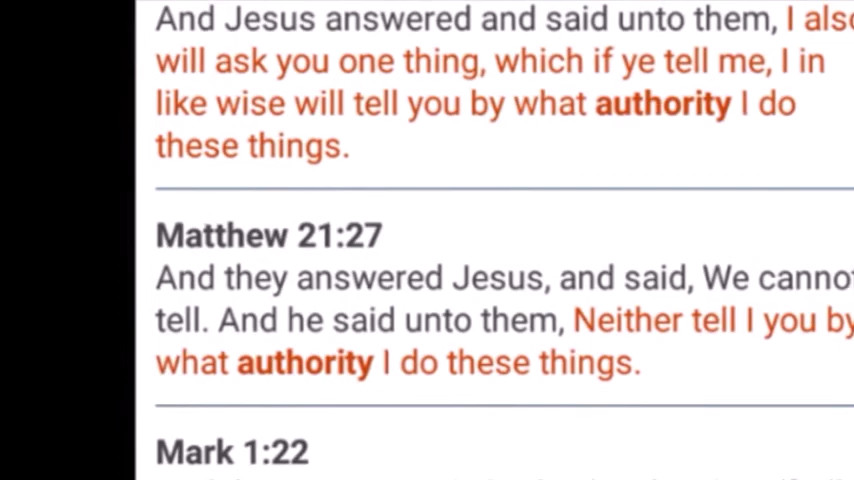 And Jesus answered and said unto them, I also
will ask you one thing, which if ye tell me, I in
like wise will tell you by what authority I do
these things.
Matthew 21:27
And they answered Jesus, and said, We cannot
tell. And he said unto them, Neither tell I you by
what authority I do these things.
Mark 1:22